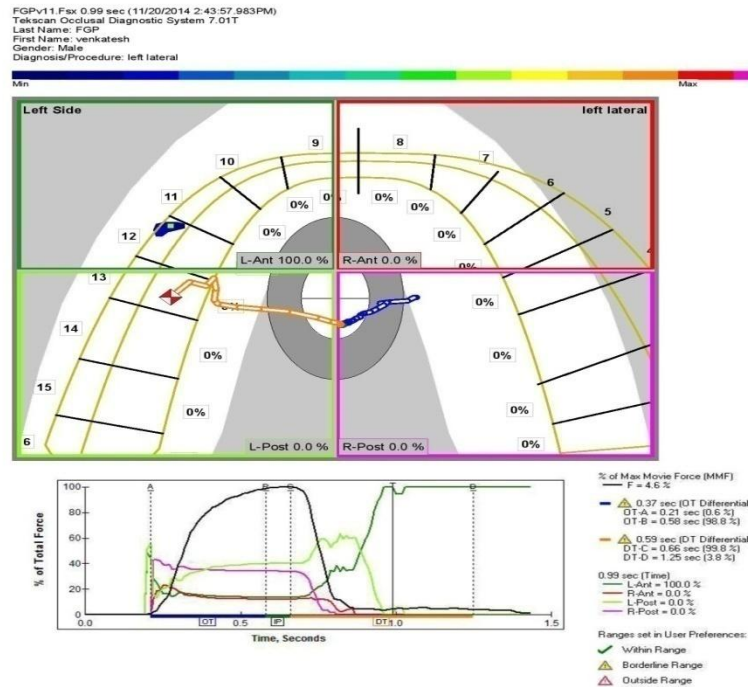 FGPv11.Fsx 0.99 sec (11/20/2014 2:43:57.983PM)
Tekscan Occlusal Diagnostic System 7.01T
Last Name: FGP
First Name: venkatesh
Gender: Male
Diagnosis/Procedure: left lateral
Min
Max
Left Side
left lateral
9
8
10
7
11
6
12
5
0%
0%
0%
0%
0%
0%
0%
0%
L-Ant 100.0 %
R-Ant 0.0 %
13
0%
0%
14
0%
0%
15
0%
0%
6
0%
L-Post 0.0 %
R-Post 0.0 %
% of Total Force
100
80
60
40
20
0
A
B
C
T
D
OT
IP
DT
0.0
0.5
1.0
1.5
Time, Seconds
% of Max Movie Force (MMF)
F = 4.6 %
0.37 sec (OT Differential
OT-A = 0.21 sec (0.6 %)
OT-B = 0.58 sec (98.8 %)
0.59 sec (DT Differential
DT-C = 0.66 sec (99.8 %)
DT-D = 1.25 sec (3.8 %)
0.99 sec (Time)
L-Ant = 100.0 %
R-Ant = 0.0 %
L-Post = 0.0 %
R-Post = 0.0 %
Ranges set in User Preferences:
Within Range
Borderline Range
Outside Range